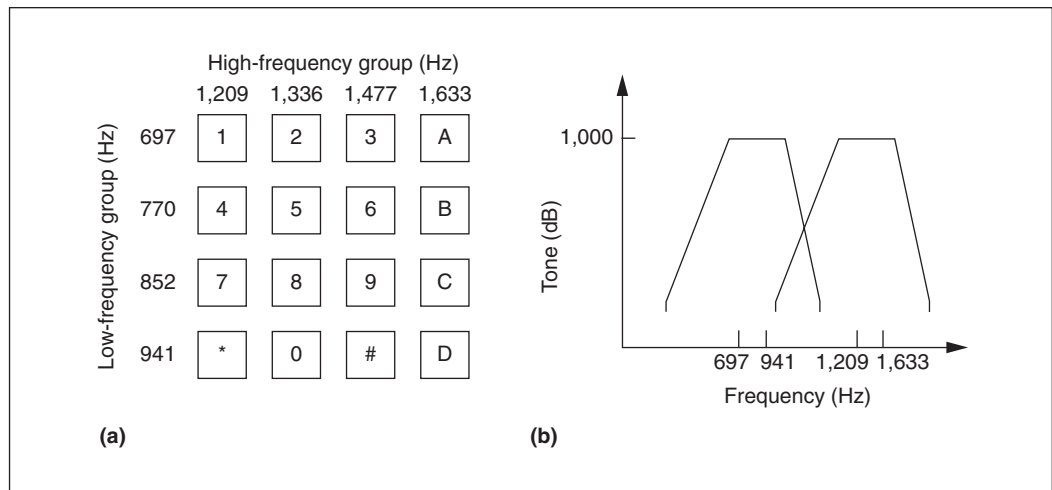 High-frequency group (Hz)
1,209 1,336 1,477 1,633
Low-frequency group (Hz)
697 1 2 3 A
770 4 5 6 B
852 7 8 9 C
941 * 0 # D
(a)
Tone (dB)
1,000
697 941 1,209 1,633
Frequency (Hz)
(b)